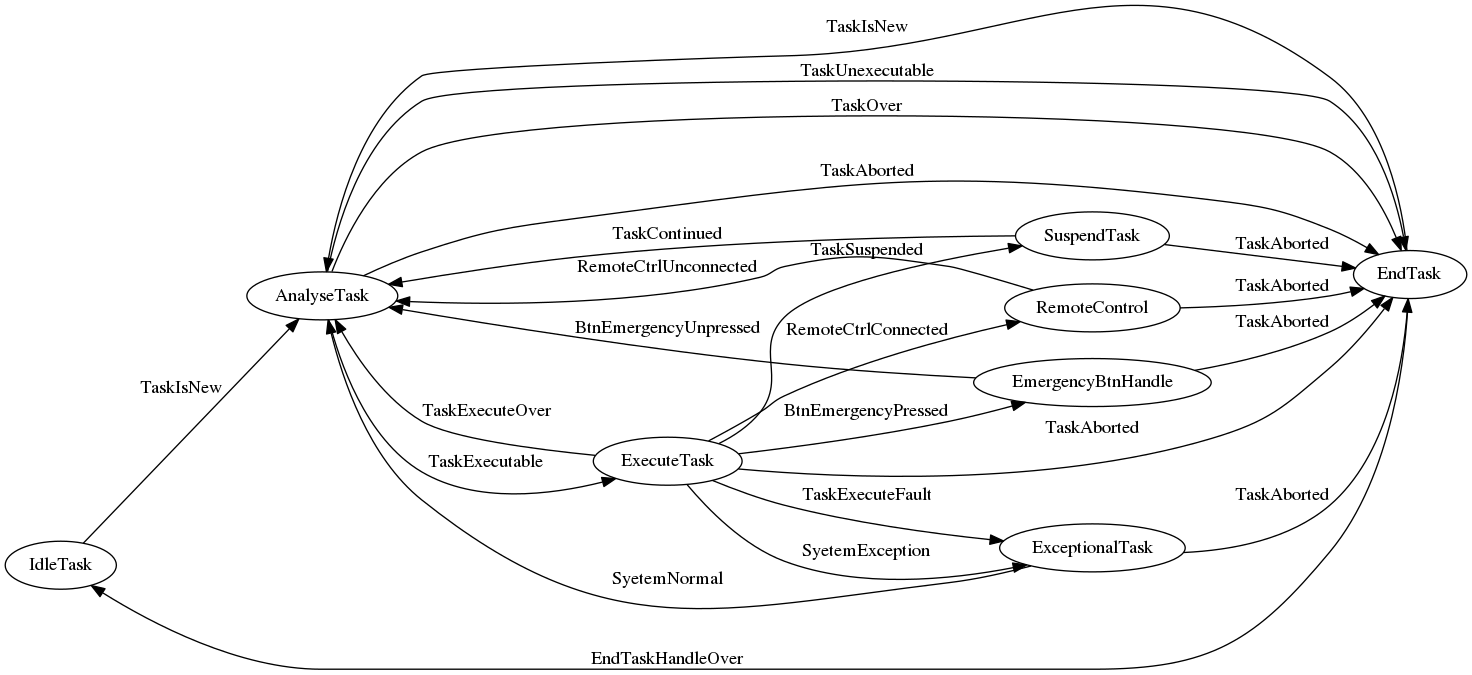 TaskIsNew
TaskUnexecutable
TaskOver
TaskAborted
TaskContinued
TaskSuspended
SuspendTask
TaskAborted
RemoteCtrlUnconnected
EndTask
AnalyseTask
TaskAborted
RemoteControl
BtnEmergencyUnpressed
RemoteCtrlConnected
TaskAborted
TaskIsNew
EmergencyBtnHandle
TaskExecuteOver
BtnEmergencyPressed
TaskAborted
TaskExecutable
ExecuteTask
TaskExecuteFault
TaskAborted
SyetemException
ExceptionalTask
IdleTask
SyetemNormal
EndTaskHandleOver